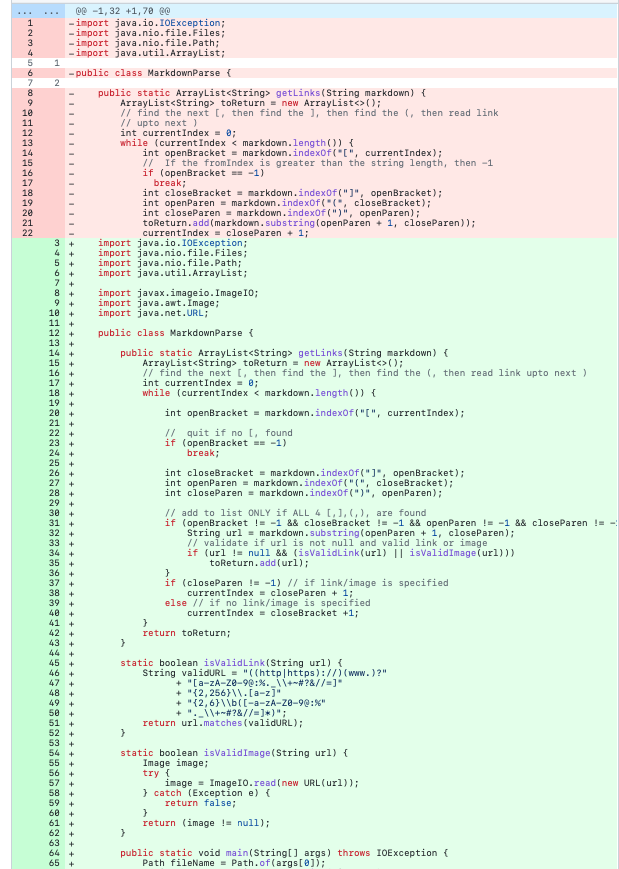 ... ... @@ -1,32 +1,70 @@
1 -import java.io.IOException;
2 -import java.nio.file.Files;
3 -import java.nio.file.Path;
4 -import java.util.ArrayList;
5 1
6 -public class MarkdownParse {
7 2
8 - public static ArrayList<String> getLinks(String markdown) {
9 - ArrayList<String> toReturn = new ArrayList<>();
10 - // find the next [, then find the ], then find the (, then read link
11 - // upto next )
12 - int currentIndex = 0;
13 - while (currentIndex < markdown.length()) {
14 - int openBracket = markdown.indexOf("[", currentIndex);
15 - // If the fromIndex is greater than the string length, then -1
16 - if (openBracket == -1)
17 - break;
18 - int closeBracket = markdown.indexOf("]", openBracket);
19 - int openParen = markdown.indexOf("(", closeBracket);
20 - int closeParen = markdown.indexOf(")", openParen);
21 - toReturn.add(markdown.substring(openParen + 1, closeParen));
22 - currentIndex = closeParen + 1;
3 + import java.io.IOException;
4 + import java.nio.file.Files;
5 + import java.nio.file.Path;
6 + import java.util.ArrayList;
7 +
8 + import javax.imageio.ImageIO;
9 + import java.awt.Image;
10 + import java.net.URL;
11 +
12 + public class MarkdownParse {
13 +
14 + public static ArrayList<String> getLinks(String markdown) {
15 + ArrayList<String> toReturn = new ArrayList<>();
16 + // find the next [, then find the ], then find the (, then read link upto next )
17 + int currentIndex = 0;
18 + while (currentIndex < markdown.length()) {
19 +
20 + int openBracket = markdown.indexOf("[", currentIndex);
21 +
22 + // quit if no [, found
23 + if (openBracket == -1)
24 + break;
25 +
26 + int closeBracket = markdown.indexOf("]", openBracket);
27 + int openParen = markdown.indexOf("(", closeBracket);
28 + int closeParen = markdown.indexOf(")", openParen);
29 +
30 + // add to list ONLY if ALL 4 [,],(,), are found
31 + if (openBracket != -1 && closeBracket != -1 && openParen != -1 && closeParen != -
32 + String url = markdown.substring(openParen + 1, closeParen);
33 + // validate if url is not null and valid link or image
34 + if (url != null && (isValidLink(url) || isValidImage(url)))
35 + toReturn.add(url);
36 + }
37 + if (closeParen != -1) // if link/image is specified
38 + currentIndex = closeParen + 1;
39 + else // if no link/image is specified
40 + currentIndex = closeBracket +1;
41 + }
42 + return toReturn;
43 + }
44 +
45 + static boolean isValidLink(String url) {
46 + String validURL = "((http|https)://)(www.)?"
47 + + "[a-zA-Z0-9@:%._\\+~#?&//=]"
48 + + "{2,256}\\.[a-z]"
49 + + "{2,6}\\b([-a-zA-Z0-9@:%"
50 + + "._\\+~#?&//=]*)";
51 + return url.matches(validURL);
52 + }
53 +
54 + static boolean isValidImage(String url) {
55 + Image image;
56 + try {
57 + image = ImageIO.read(new URL(url));
58 + } catch (Exception e) {
59 + return false;
60 + }
61 + return (image != null);
62 + }
63 +
64 + public static void main(String[] args) throws IOException {
65 + Path fileName = Path.of(args[0]);